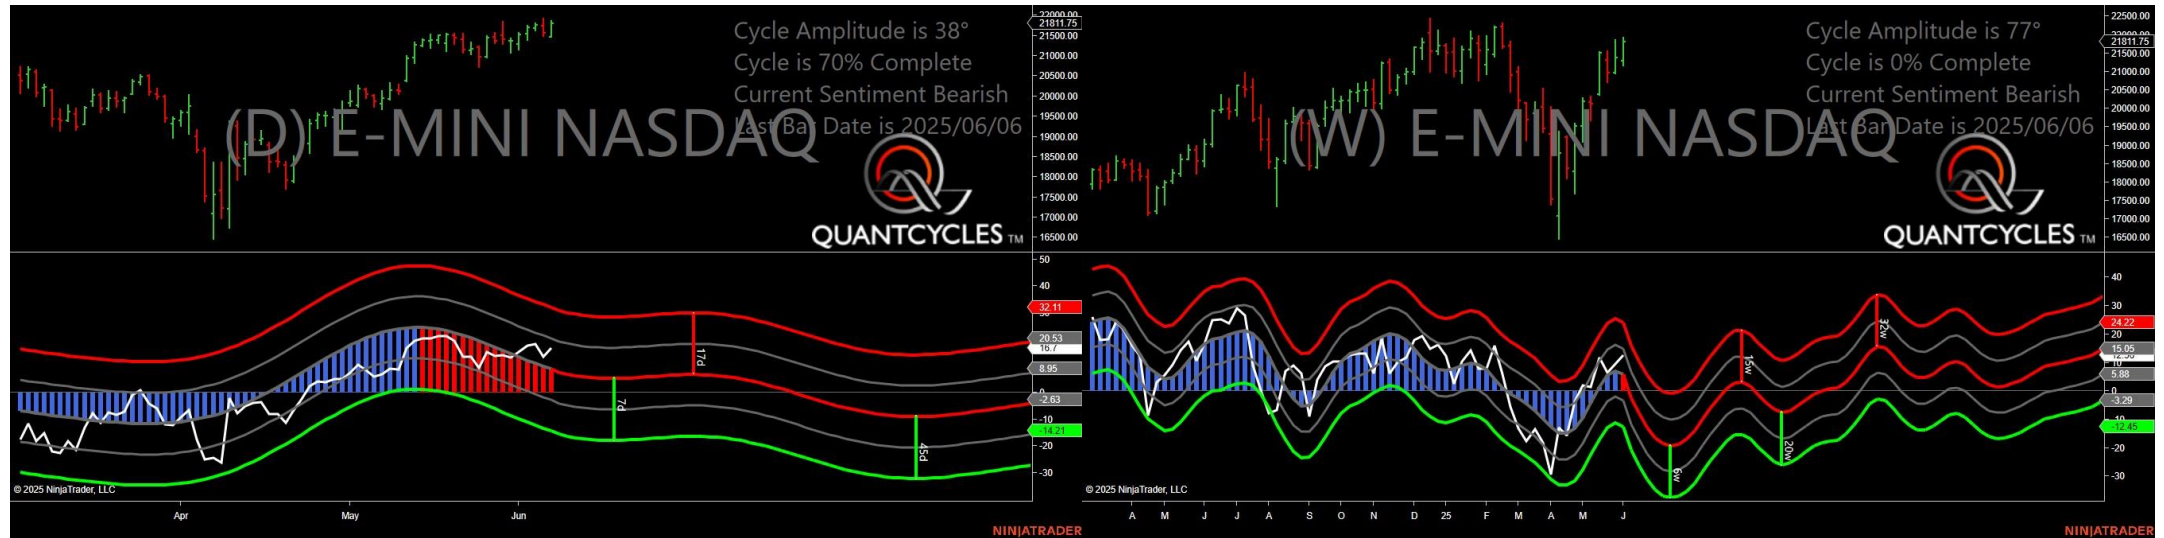 Cycle Amplitude is 38°
Cycle is 70% Complete
Current Sentiment Bearish
Last Bar Date is 2025/06/06
(D) E-MINI NASDAQ
QUANTCYCLES TM
22000.00
21811.75
21500.00
21000.00
20500.00
20000.00
19500.00
19000.00
18500.00
18000.00
17500.00
17000.00
16500.00
50
40
32.11
30
20.53
16.7
8.95
0
-2.63
-10
-14.21
-20
-30
7d
17d
45d
© 2025 NinjaTrader, LLC
Apr May Jun
NINJATRADER
Cycle Amplitude is 77°
Cycle is 0% Complete
Current Sentiment Bearish
Last Bar Date is 2025/06/06
(W) E-MINI NASDAQ
QUANTCYCLES TM
22500.00
21811.75
21500.00
21000.00
20500.00
20000.00
19500.00
19000.00
18500.00
18000.00
17500.00
17000.00
16500.00
40
30
24.22
20
15.05
5.88
0
-3.29
-12.45
-20
-30
6w
15w
20w
32w
© 2025 NinjaTrader, LLC
A M J J A S O N D 25 F M A M J
NINJATRADER